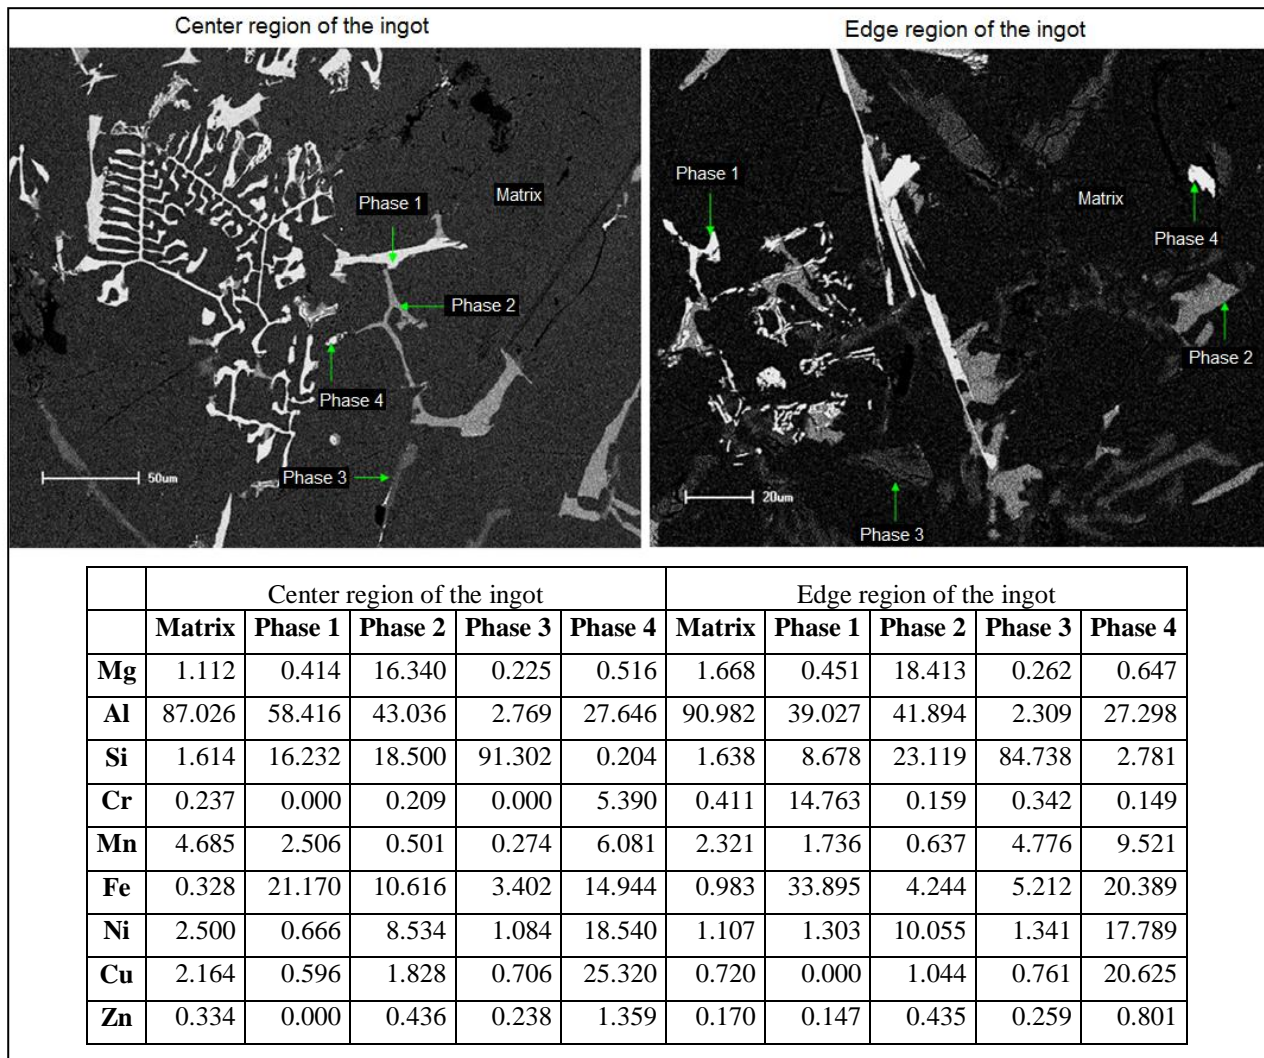 Center region of the ingot
Phase 1
Matrix
Phase 2
Phase 4
Phase 3
50um
Edge region of the ingot
Phase 1
Matrix
Phase 4
Phase 2
20um
Phase 3
Center region of the ingot Edge region of the ingot
Matrix Phase 1 Phase 2 Phase 3 Phase 4 Matrix Phase 1 Phase 2 Phase 3 Phase 4
Mg 1.112 0.414 16.340 0.225 0.516 1.668 0.451 18.413 0.262 0.647
Al 87.026 58.416 43.036 2.769 27.646 90.982 39.027 41.894 2.309 27.298
Si 1.614 16.232 18.500 91.302 0.204 1.638 8.678 23.119 84.738 2.781
Cr 0.237 0.000 0.209 0.000 5.390 0.411 14.763 0.159 0.342 0.149
Mn 4.685 2.506 0.501 0.274 6.081 2.321 1.736 0.637 4.776 9.521
Fe 0.328 21.170 10.616 3.402 14.944 0.983 33.895 4.244 5.212 20.389
Ni 2.500 0.666 8.534 1.084 18.540 1.107 1.303 10.055 1.341 17.789
Cu 2.164 0.596 1.828 0.706 25.320 0.720 0.000 1.044 0.761 20.625
Zn 0.334 0.000 0.436 0.238 1.359 0.170 0.147 0.435 0.259 0.801